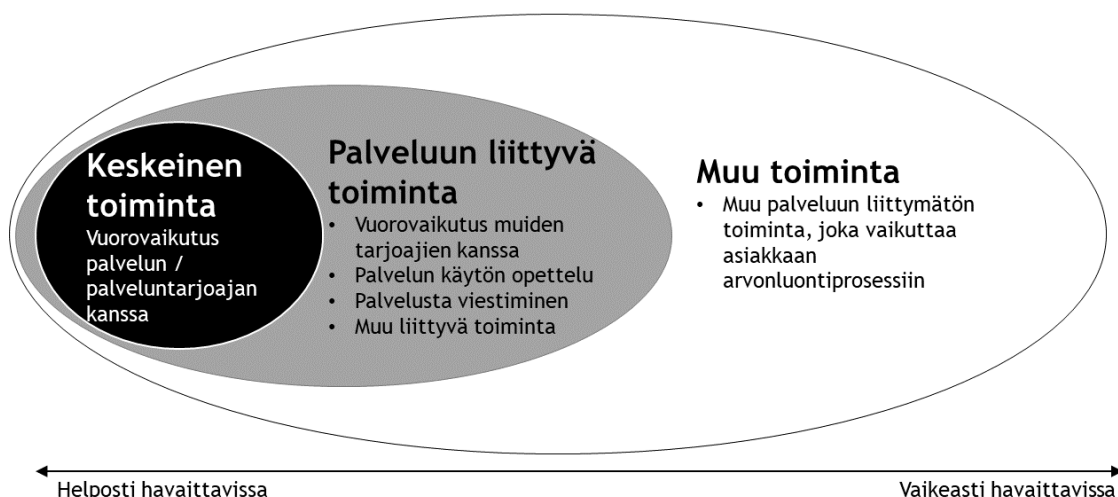 Keskeinen
toiminta
Vuorovaikutus
palvelun /
palveluntarjoajan
kanssa
Palveluun liittyvä
toiminta
• Vuorovaikutus muiden
tarjoajien kanssa
• Palvelun käytön opettelu
• Palvelusta viestiminen
• Muu liittyvä toiminta
Muu toiminta
• Muu palveluun liittymätön
toiminta, joka vaikuttaa
asiakkaan
arvonluontiprosessiin
Helposti havaittavissa
Vaikeasti havaittavissa